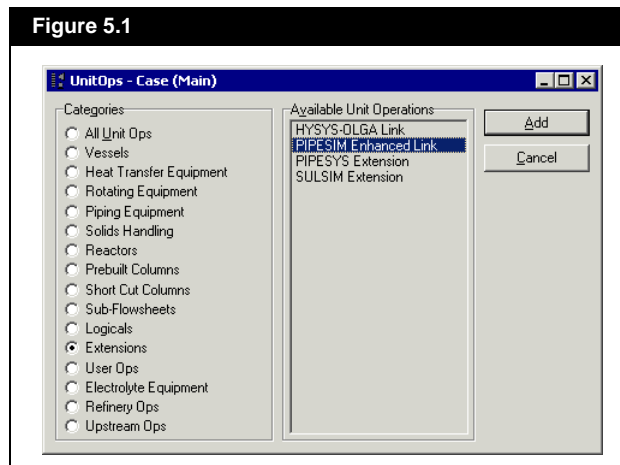 Figure 5.1
UnitOps - Case (Main)
Categories
All Unit Ops
Vessels
Heat Transfer Equipment
Rotating Equipment
Piping Equipment
Solids Handling
Reactors
Prebuilt Columns
Short Cut Columns
Sub-Flowsheets
Logicals
Extensions
User Ops
Electrolyte Equipment
Refinery Ops
Upstream Ops
Available Unit Operations
HYSYS-OLGA Link
PIPESIM Enhanced Link
PIPESYS Extension
SULSIM Extension
Add
Cancel